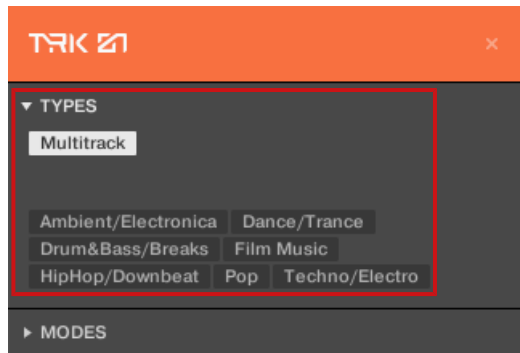 TRK 01
×
TYPES
Multitrack
Ambient/Electronica Dance/Trance
Drum&Bass/Breaks Film Music
HipHop/Downbeat Pop Techno/Electro
MODES